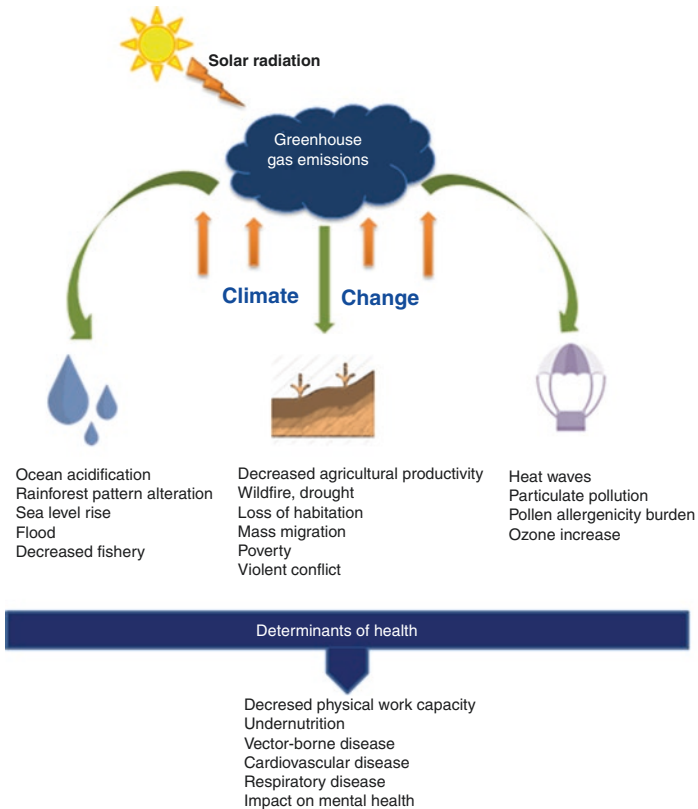 Solar radiation
Greenhouse
gas emissions
Climate Change
Ocean acidification
Rainforest pattern alteration
Sea level rise
Flood
Decreased fishery
Decreased agricultural productivity
Wildfire, drought
Loss of habitation
Mass migration
Poverty
Violent conflict
Heat waves
Particulate pollution
Pollen allergenicity burden
Ozone increase
Determinants of health
Decresed physical work capacity
Undernutrition
Vector-borne disease
Cardiovascular disease
Respiratory disease
Impact on mental health